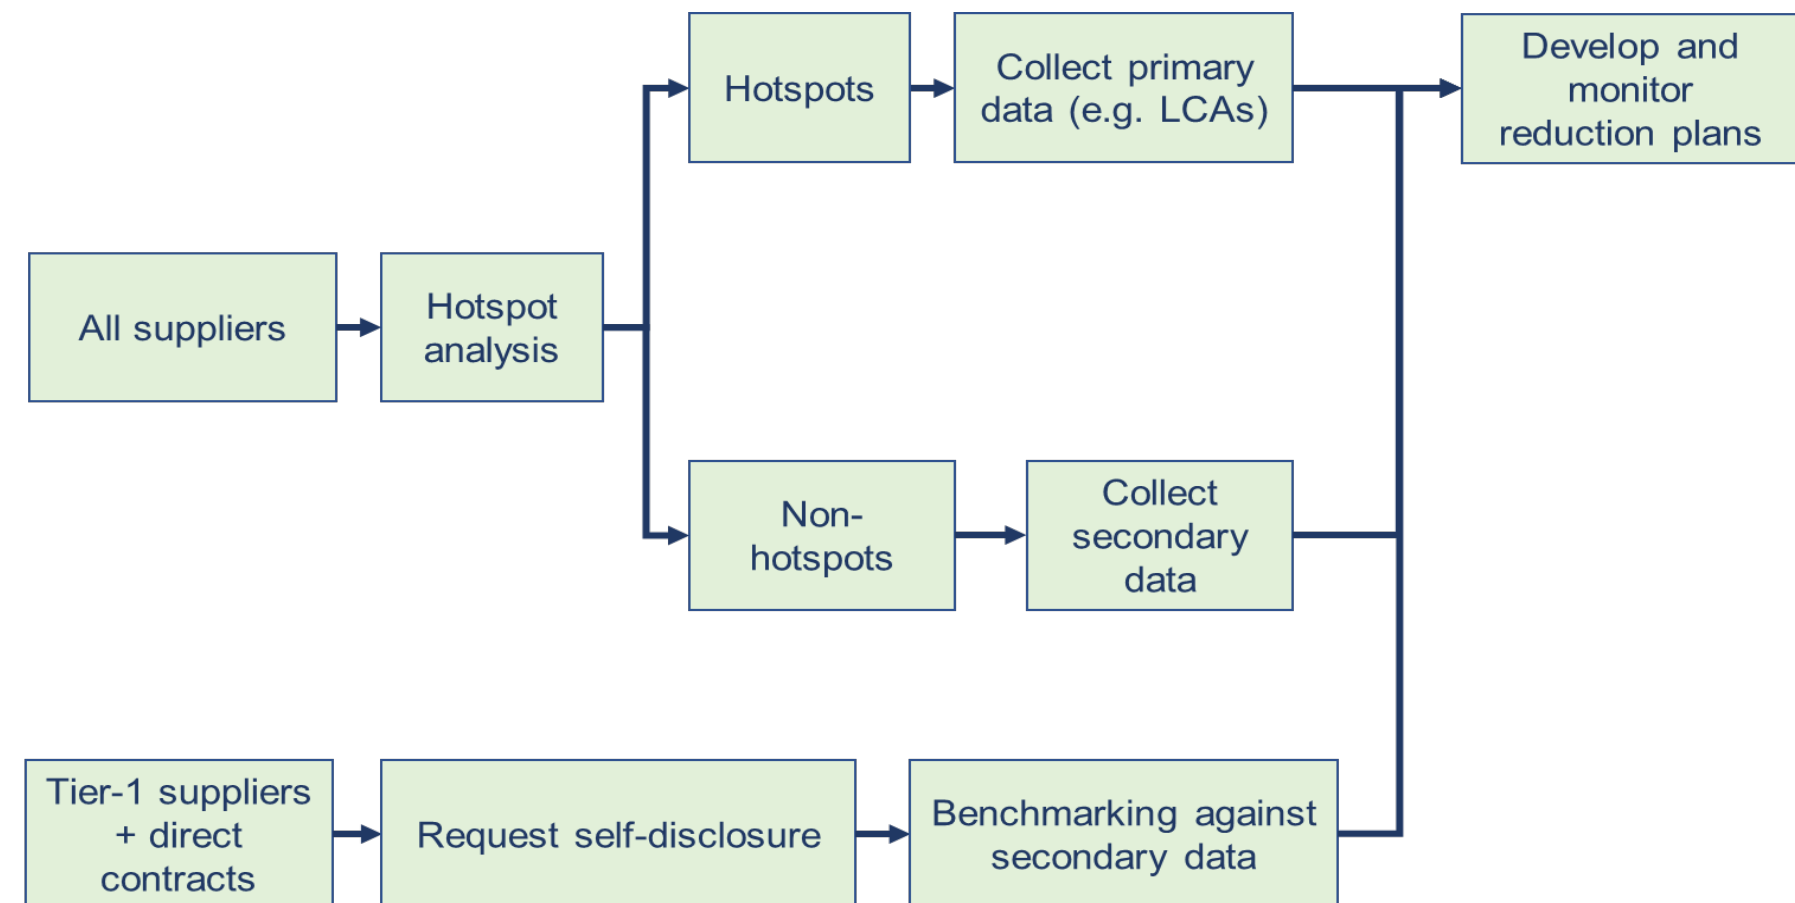 Hotspots
Collect primary
data (e.g. LCAs)
Develop and
monitor
reduction plans
All suppliers
Hotspot
analysis
Non-
hotspots
Collect
secondary
data
Tier-1 suppliers
+ direct
contracts
Request self-disclosure
Benchmarking against
secondary data